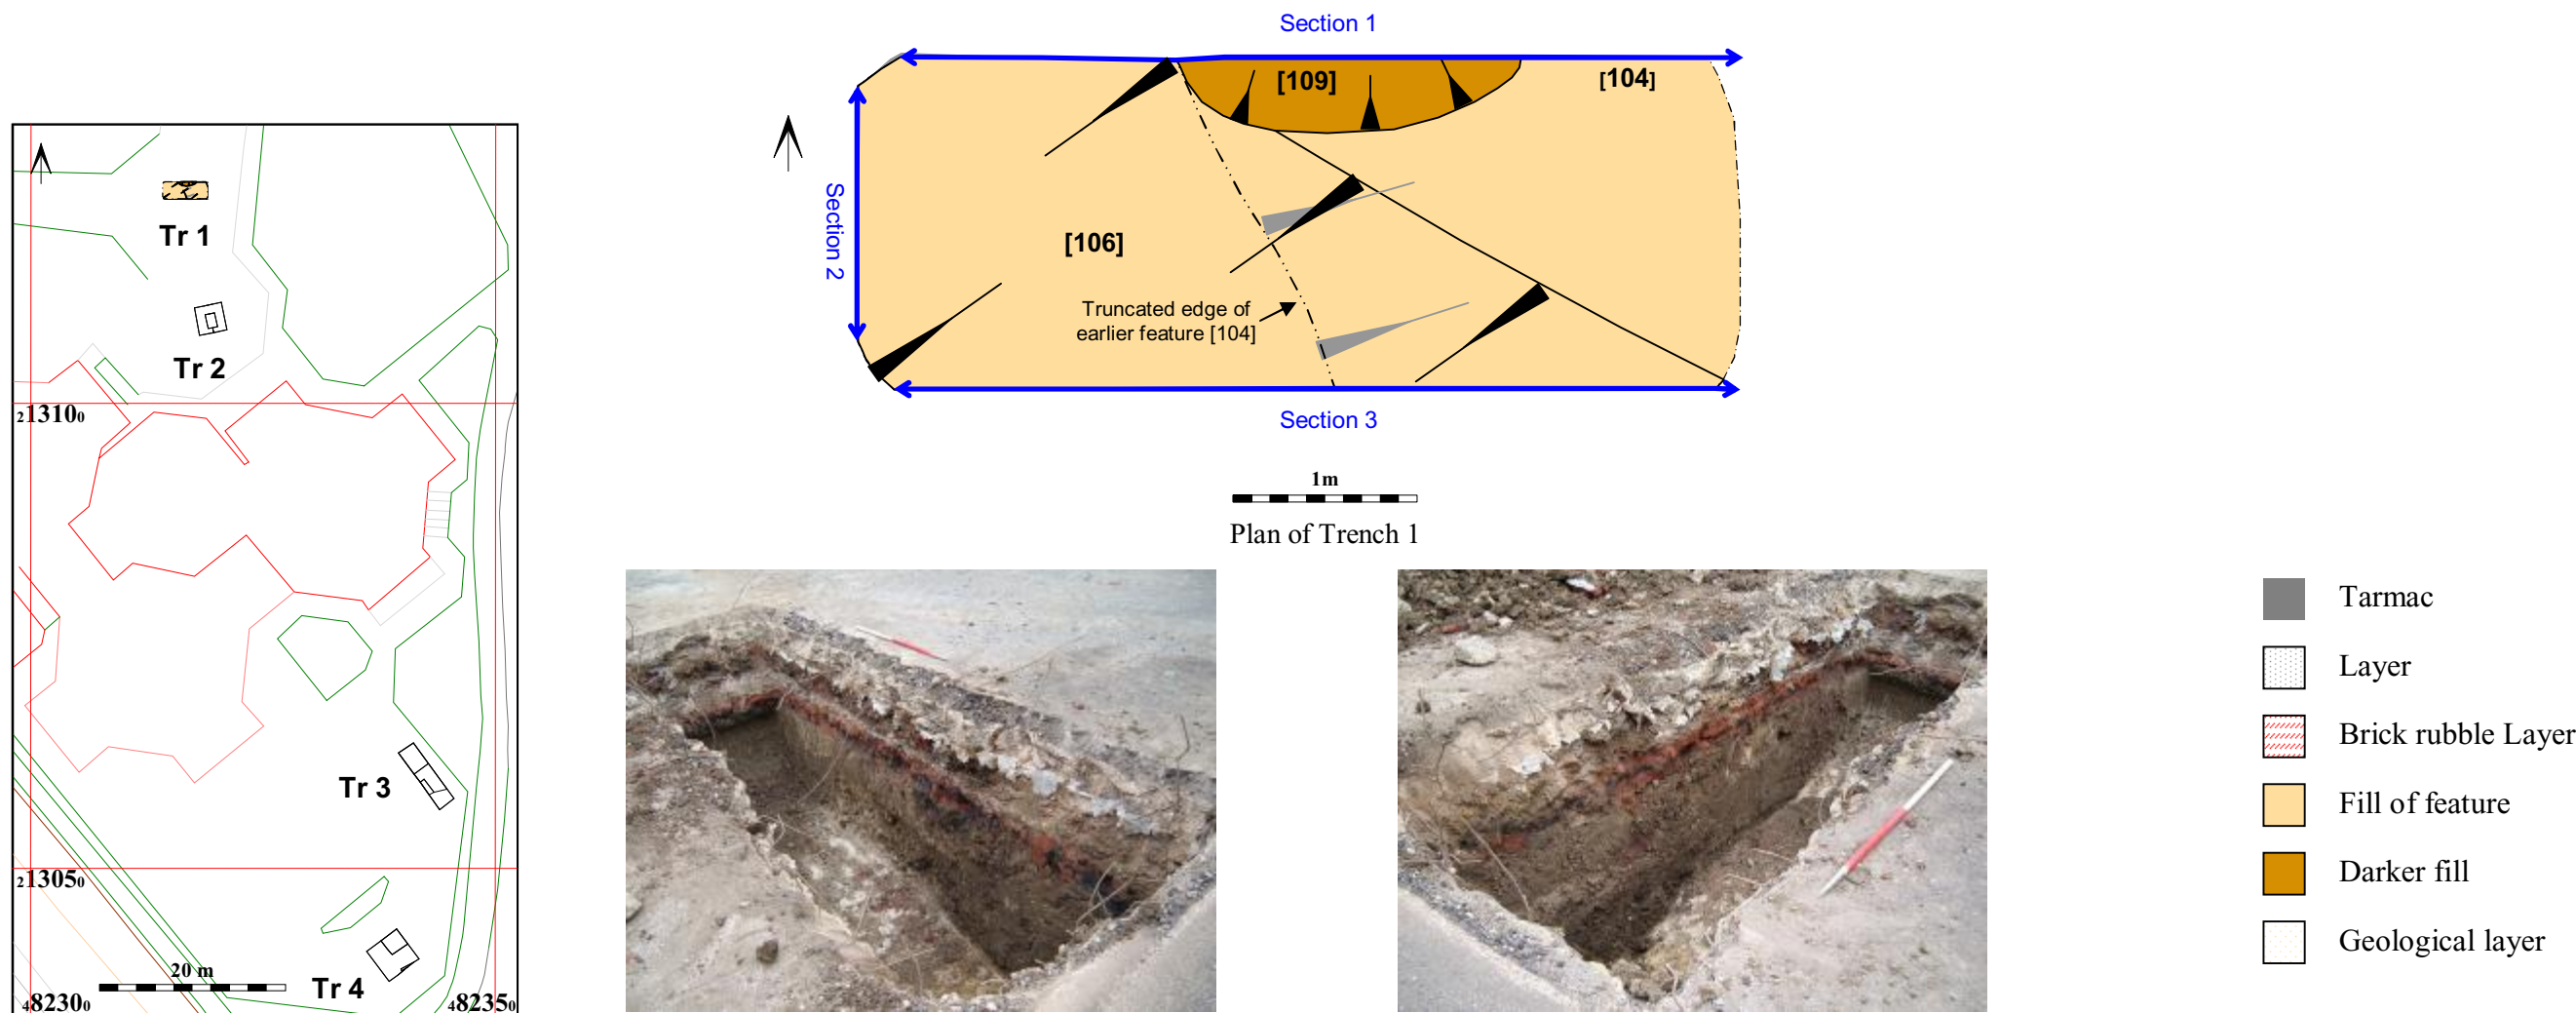 Tr 1
Tr 2
213100
Tr 3
213050
20 m
Tr 4
482300
482350
Section 1
[109]
[104]
Section 2
[106]
Truncated edge of
earlier feature [104]
Section 3
1m
Plan of Trench 1
Tarmac
Layer
Brick rubble Layer
Fill of feature
Darker fill
Geological layer